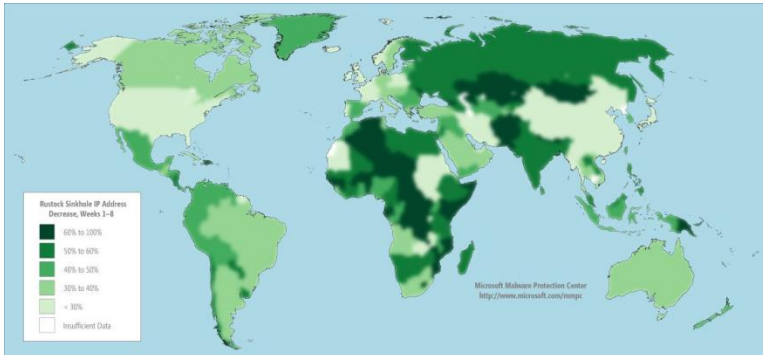 Rustock Sinkhole IP Address
Decrease, Weeks 1–8
60% to 100%
50% to 60%
40% to 50%
30% to 40%
< 30%
Insufficient Data
Microsoft Malware Protection Center
http://www.microsoft.com/mmpc